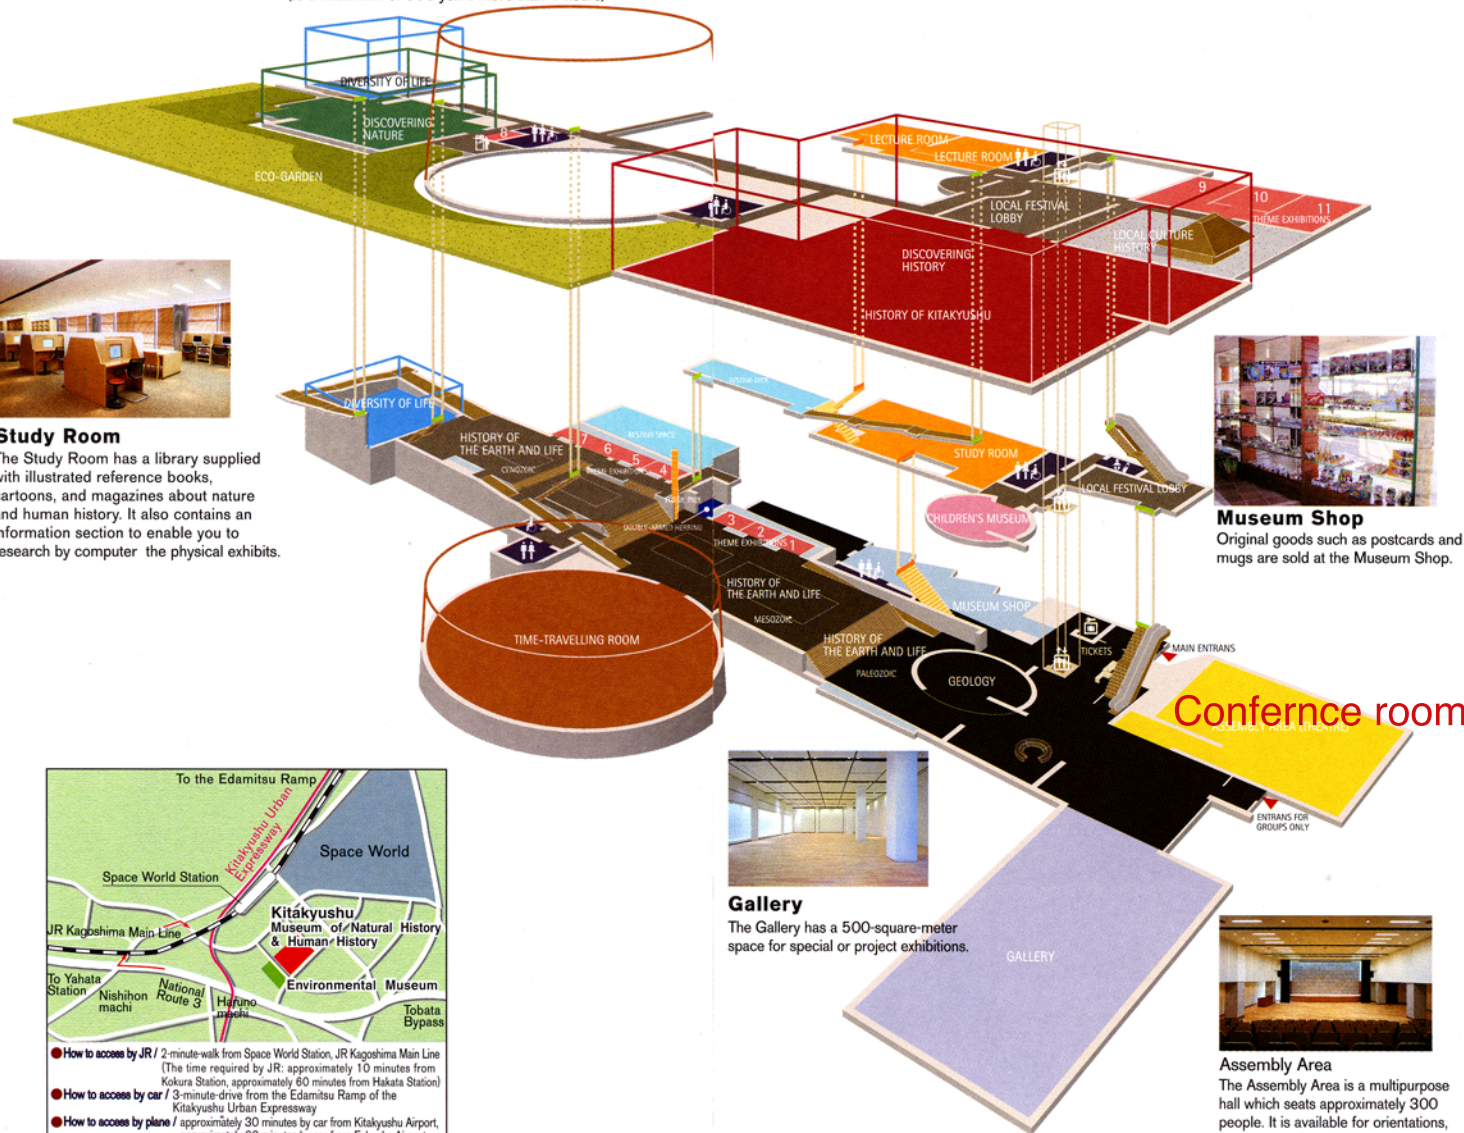 DIVERSITY OF LIFE
DISCOVERING
NATURE
8
ECO-GARDEN
LECTURE ROOM
LECTURE ROOM
LOCAL FESTIVAL
LOBBY
9
10
11
THEME EXHIBITIONS
LOCAL CULTURE
HISTORY
DISCOVERING
HISTORY
HISTORY OF KITAKYUSHU
Study Room
The Study Room has a library supplied
with illustrated reference books,
cartoons, and magazines about nature
and human history. It also contains an
information section to enable you to
research by computer the physical exhibits.
DIVERSITY OF LIFE
HISTORY OF
THE EARTH AND LIFE
CENOZOIC
7
6
5
4
THEME EXHIBITIONS
RESTING SPACE
DOUBLE-ARMED HERRING
3
2
1
THEME EXHIBITIONS
STUDY ROOM
LOCAL FESTIVAL LOBBY
CHILDREN'S MUSEUM
Museum Shop
Original goods such as postcards and
mugs are sold at the Museum Shop.
HISTORY OF
THE EARTH AND LIFE
MESOZOIC
MUSEUM SHOP
TIME-TRAVELLING ROOM
HISTORY OF
THE EARTH AND LIFE
PALEOZOIC
GEOLOGY
TICKETS
MAIN ENTRANS
Confernce room
ASSEMBLY AREA (THEATRE)
ENTRANS FOR
GROUPS ONLY
Gallery
The Gallery has a 500-square-meter
space for special or project exhibitions.
GALLERY
Assembly Area
The Assembly Area is a multipurpose
hall which seats approximately 300
people. It is available for orientations,
To the Edamitsu Ramp
Kitakyushu Urban
Expressway
Space World
Space World Station
Kitakyushu
Museum of Natural History
& Human History
JR Kagoshima Main Line
Environmental Museum
To Yahata
Station
Nishihon
machi
National
Route 3
Haruno
machi
Tobata
Bypass
How to access by JR / 2-minute-walk from Space World Station, JR Kagoshima Main Line
(The time required by JR: approximately 10 minutes from
Kokura Station, approximately 60 minutes from Hakata Station)
How to access by car / 3-minute-drive from the Edamitsu Ramp of the
Kitakyushu Urban Expressway
How to access by plane / approximately 30 minutes by car from Kitakyushu Airport,